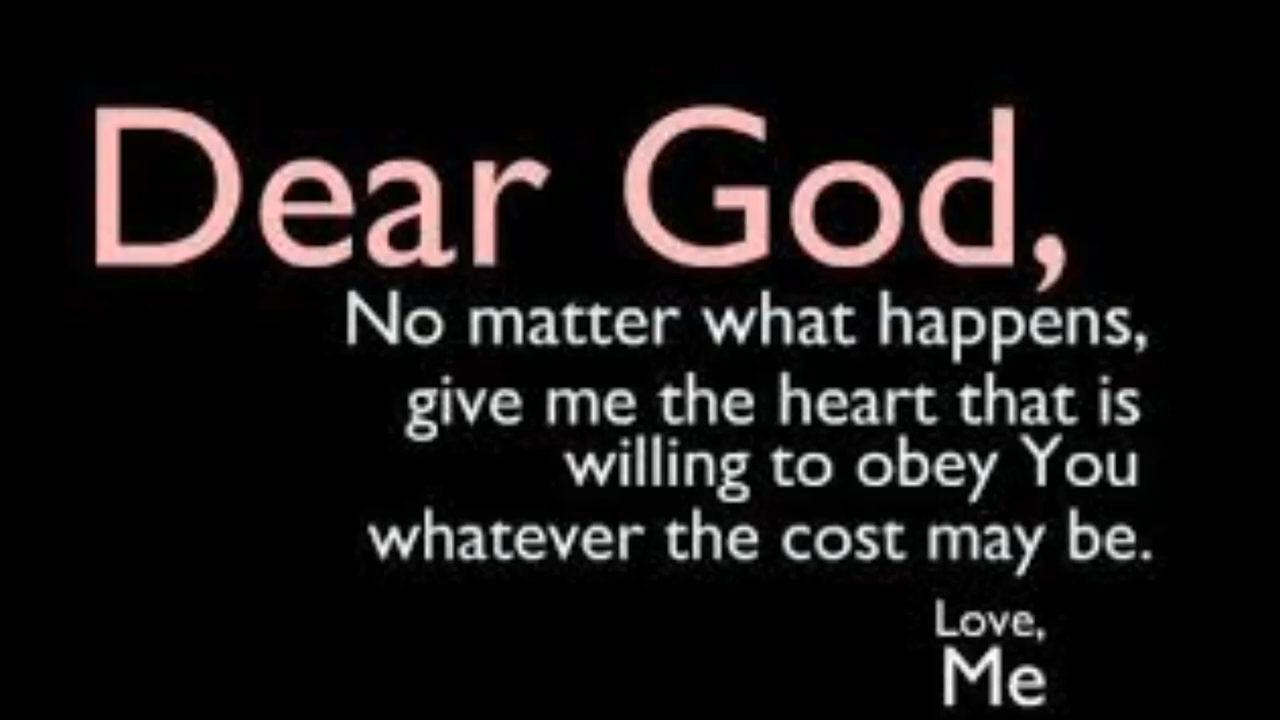 Dear God,
No matter what happens,
give me the heart that is
willing to obey You
whatever the cost may be.
Love,
Me